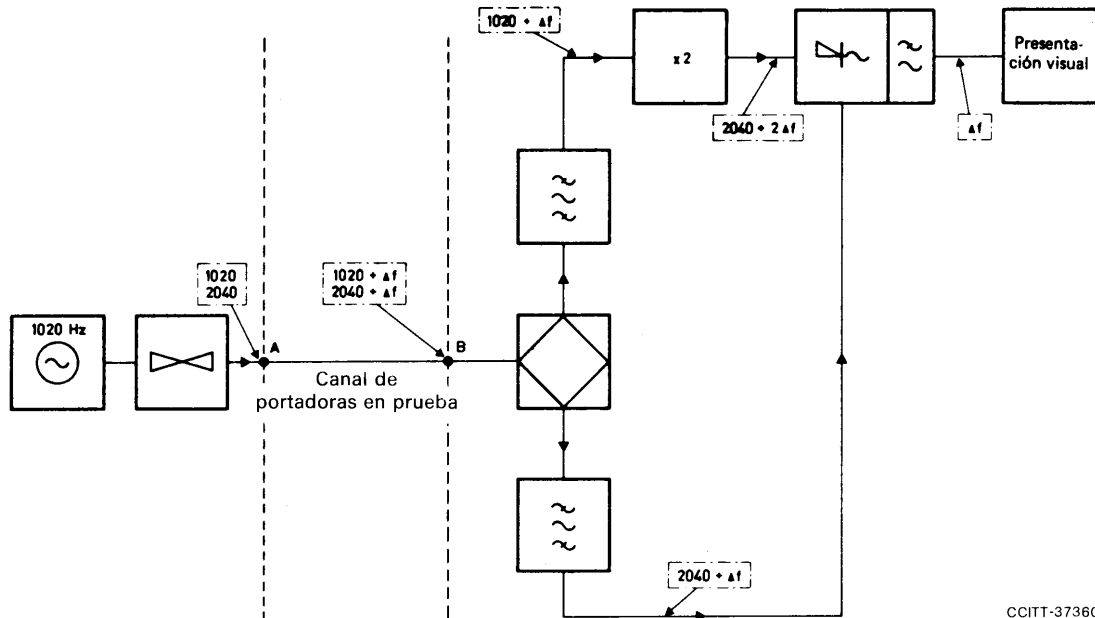 1020 + Δf
x 2
Presenta-
ción visual
2040 + 2 Δf
Δf
1020
2040
1020 + Δf
2040 + Δf
1020 Hz
A
B
Canal de
portadoras en prueba
2040 + Δf
CCITT-37360